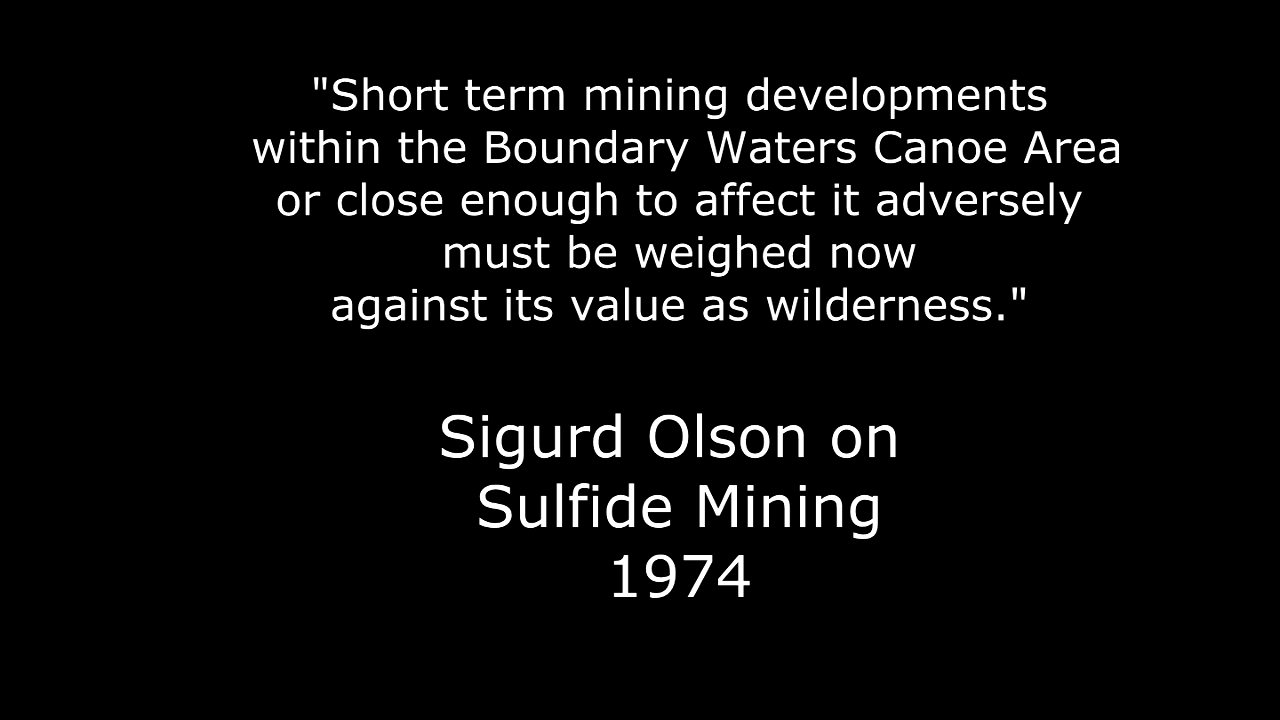 "Short term mining developments
within the Boundary Waters Canoe Area
or close enough to affect it adversely
must be weighed now
against its value as wilderness."
Sigurd Olson on
Sulfide Mining
1974